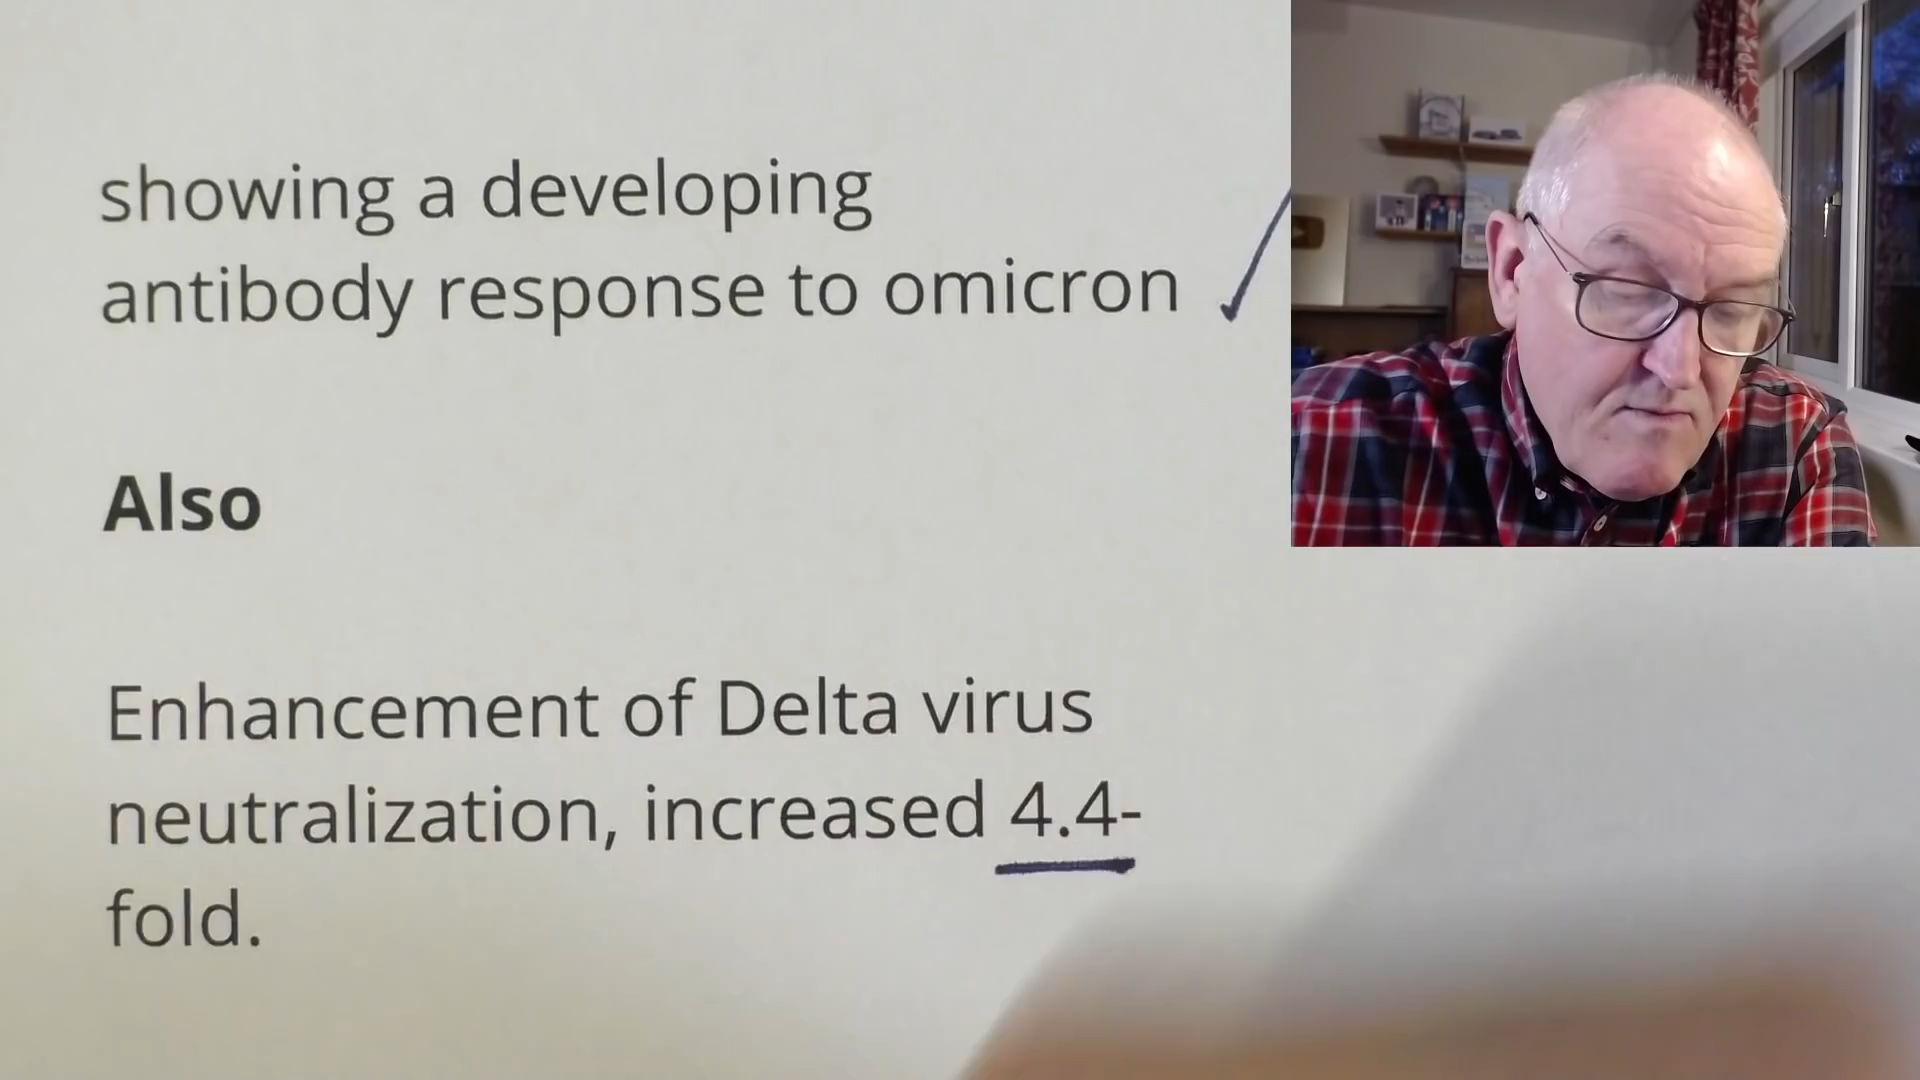 showing a developing
antibody response to omicron
Also
Enhancement of Delta virus
neutralization, increased 4.4-
fold.